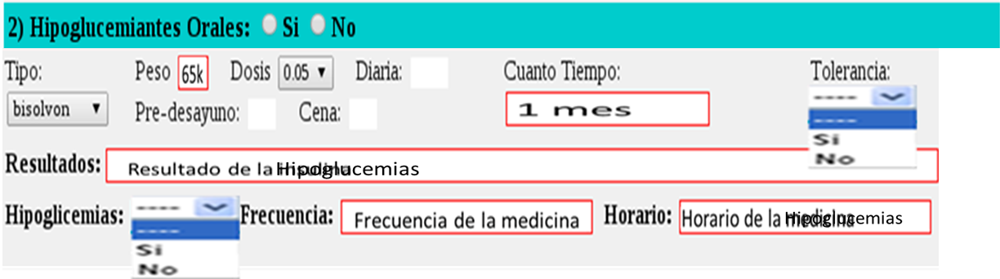 2) Hipoglucemiantes Orales: Si No
Tipo: Peso 65k Dosis 0.05 Diaria: Cuanto Tiempo: Tolerancia:
bisolvon Pre-desayuno: Cena: 1 mes ----
----
Si
No
Resultados: Resultado de la Hipoglucemias
Hipoglicemias: ---- Frecuencia: Frecuencia de la medicina Horario: Horario de la Hipoglucemias
----
Si
No